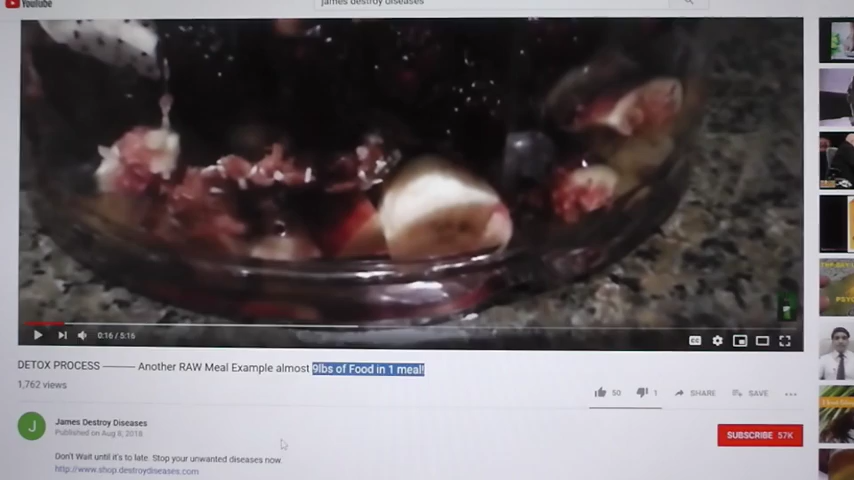 YouTube
james destroy diseases
0:16 / 5:16
DETOX PROCESS ——— Another RAW Meal Example almost 9lbs of Food in 1 meal!
1,762 views
50
1
SHARE
SAVE
J
James Destroy Diseases
Published on Aug 9, 2018
SUBSCRIBE 57K
Don't Wait until it's to late. Stop your unwanted diseases now.
http://www.shop.destroydiseases.com